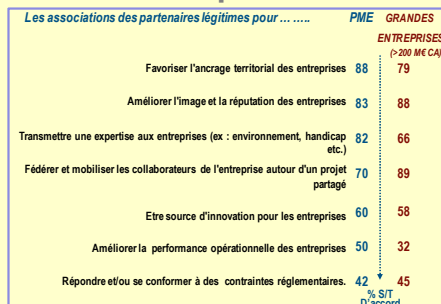 Les associations des partenaires légitimes pour ... ...... PME GRANDES
ENTREPRISES
(>200 M€ CA)
Favoriser l'ancrage territorial des entreprises 88 79
Améliorer l'image et la réputation des entreprises 83 88
Transmettre une expertise aux entreprises (ex : environnement, handicap 82 66
etc.)
Fédérer et mobiliser les collaborateurs de l'entreprise autour d'un projet 70 89
partagé
Etre source d'innovation pour les entreprises 60 58
Améliorer la performance opérationnelle des entreprises 50 32
Répondre et/ou se conformer à des contraintes réglementaires. 42 45
% S/T
D'accord